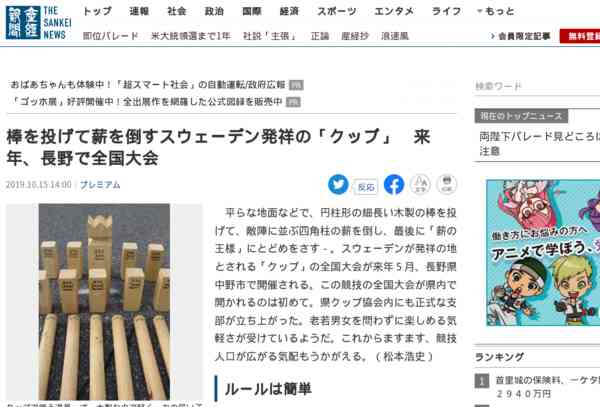 産経新聞
THE SANKEI NEWS
トップ 速報 社会 政治 国際 経済 スポーツ エンタメ ライフ もっと
即位パレード 米大統領選まで1年 社説「主張」 正論 産経抄 浪速風
会員限定記事
無料登録
おばあちゃんも体験中！「超スマート社会」の自動運転/政府広報 PR
「ゴッホ展」好評開催中！全出展作を網羅した公式図録を販売中 PR
検索ワード
現在のトップニュース
両陛下パレード見どころに
注意
棒を投げて薪を倒すスウェーデン発祥の「クッブ」 来
年、長野で全国大会
2019.10.15 14:00 プレミアム
反応
文字
印刷
平らな地面などで、円柱形の細長い木製の棒を投
げて、敵陣に並ぶ四角柱の薪を倒し、最後に「薪の
王様」にとどめをさす－。スウェーデンが発祥の地
とされる「クッブ」の全国大会が来年５月、長野県
中野市で開催される。この競技の全国大会が県内で
開かれるのは初めて。県クッブ協会内にも正式な支
部が立ち上がった。老若男女を問わずに楽しめる気
軽さが受けているようだ。これからますます、競技
人口が広がる気配もうかがえる。（松本浩史）
ルールは簡単
働き方にお悩みの方へ
アニメで学ぼう、労
ランキング
1 首里城の保険料、一ケタ
２９４０万円